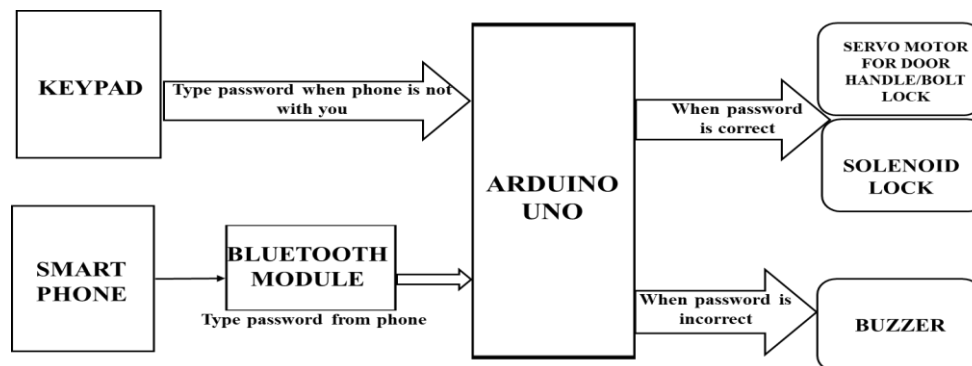 KEYPAD
Type password when phone is not
with you
SMART
PHONE
BLUETOOTH
MODULE
Type password from phone
ARDUINO
UNO
When password
is correct
SERVO MOTOR
FOR DOOR
HANDLE/BOLT
LOCK
SOLENOID
LOCK
When password is
incorrect
BUZZER